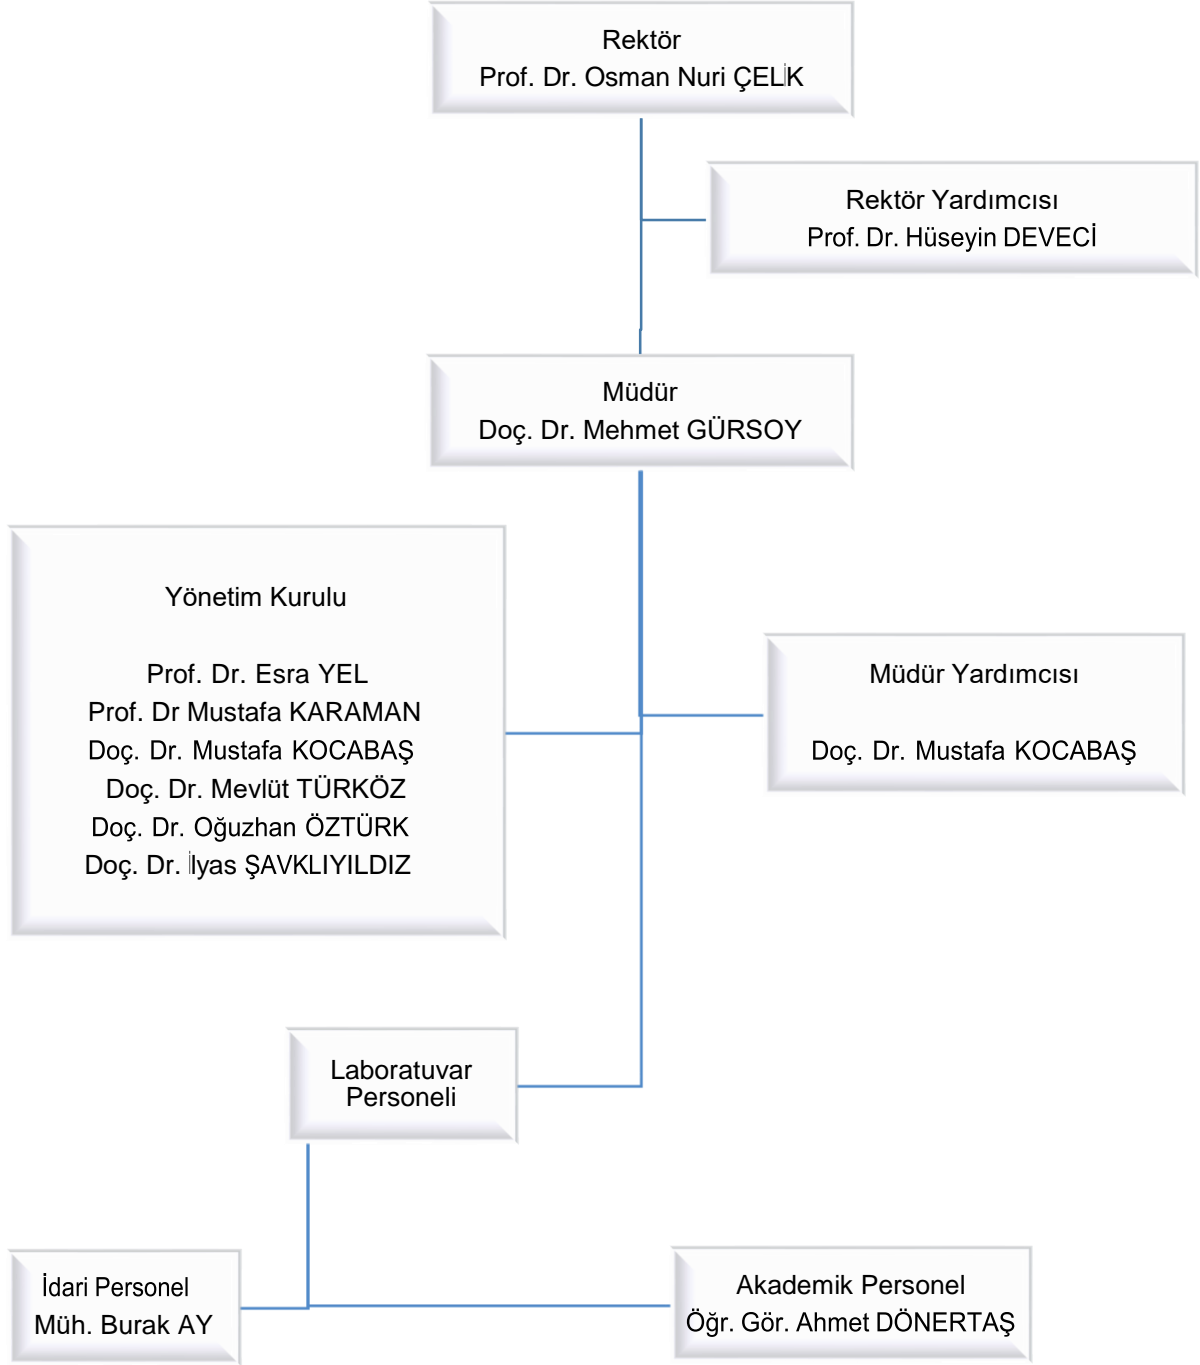 Rektör
Prof. Dr. Osman Nuri ÇELİK
Rektör Yardımcısı
Prof. Dr. Hüseyin DEVECİ
Müdür
Doç. Dr. Mehmet GÜRSOY
Yönetim Kurulu
Prof. Dr. Esra YEL
Prof. Dr Mustafa KARAMAN
Doç. Dr. Mustafa KOCABAŞ
Doç. Dr. Mevlüt TÜRKÖZ
Doç. Dr. Oğuzhan ÖZTÜRK
Doç. Dr. İlyas ŞAVKLIYILDIZ
Müdür Yardımcısı
Doç. Dr. Mustafa KOCABAŞ
Laboratuvar
Personeli
İdari Personel
Müh. Burak AY
Akademik Personel
Öğr. Gör. Ahmet DÖNERTAŞ